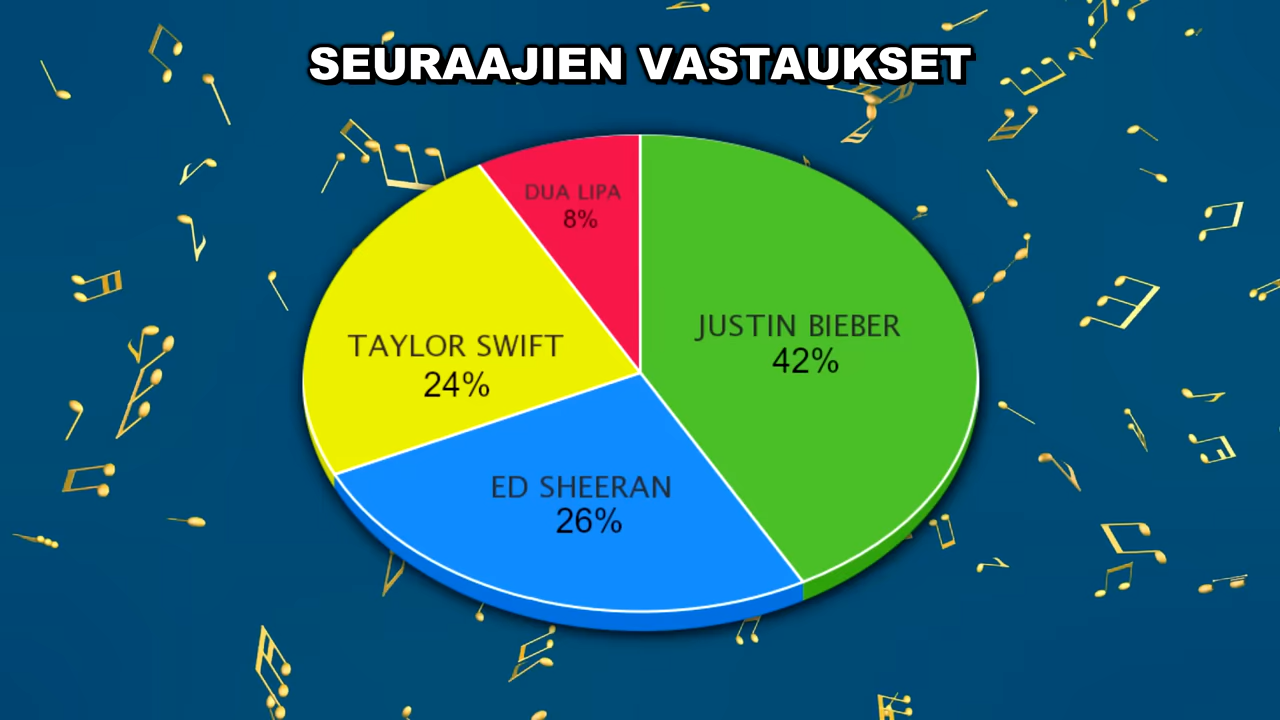 SEURAAJIEN VASTAUKSET
DUA LIPA
8%
JUSTIN BIEBER
42%
TAYLOR SWIFT
24%
ED SHEERAN
26%